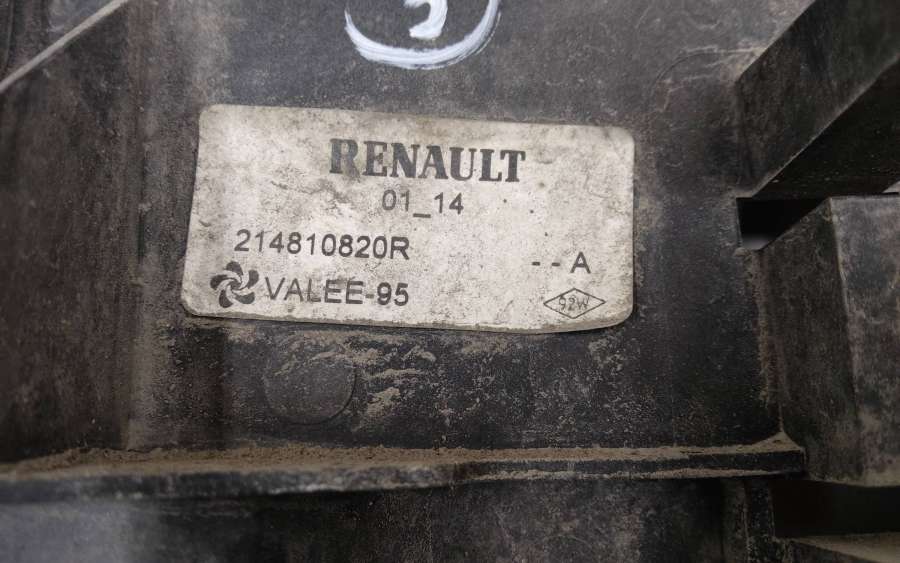 RENAULT
01_14
214810820R
- - A
VALEE-95
92W